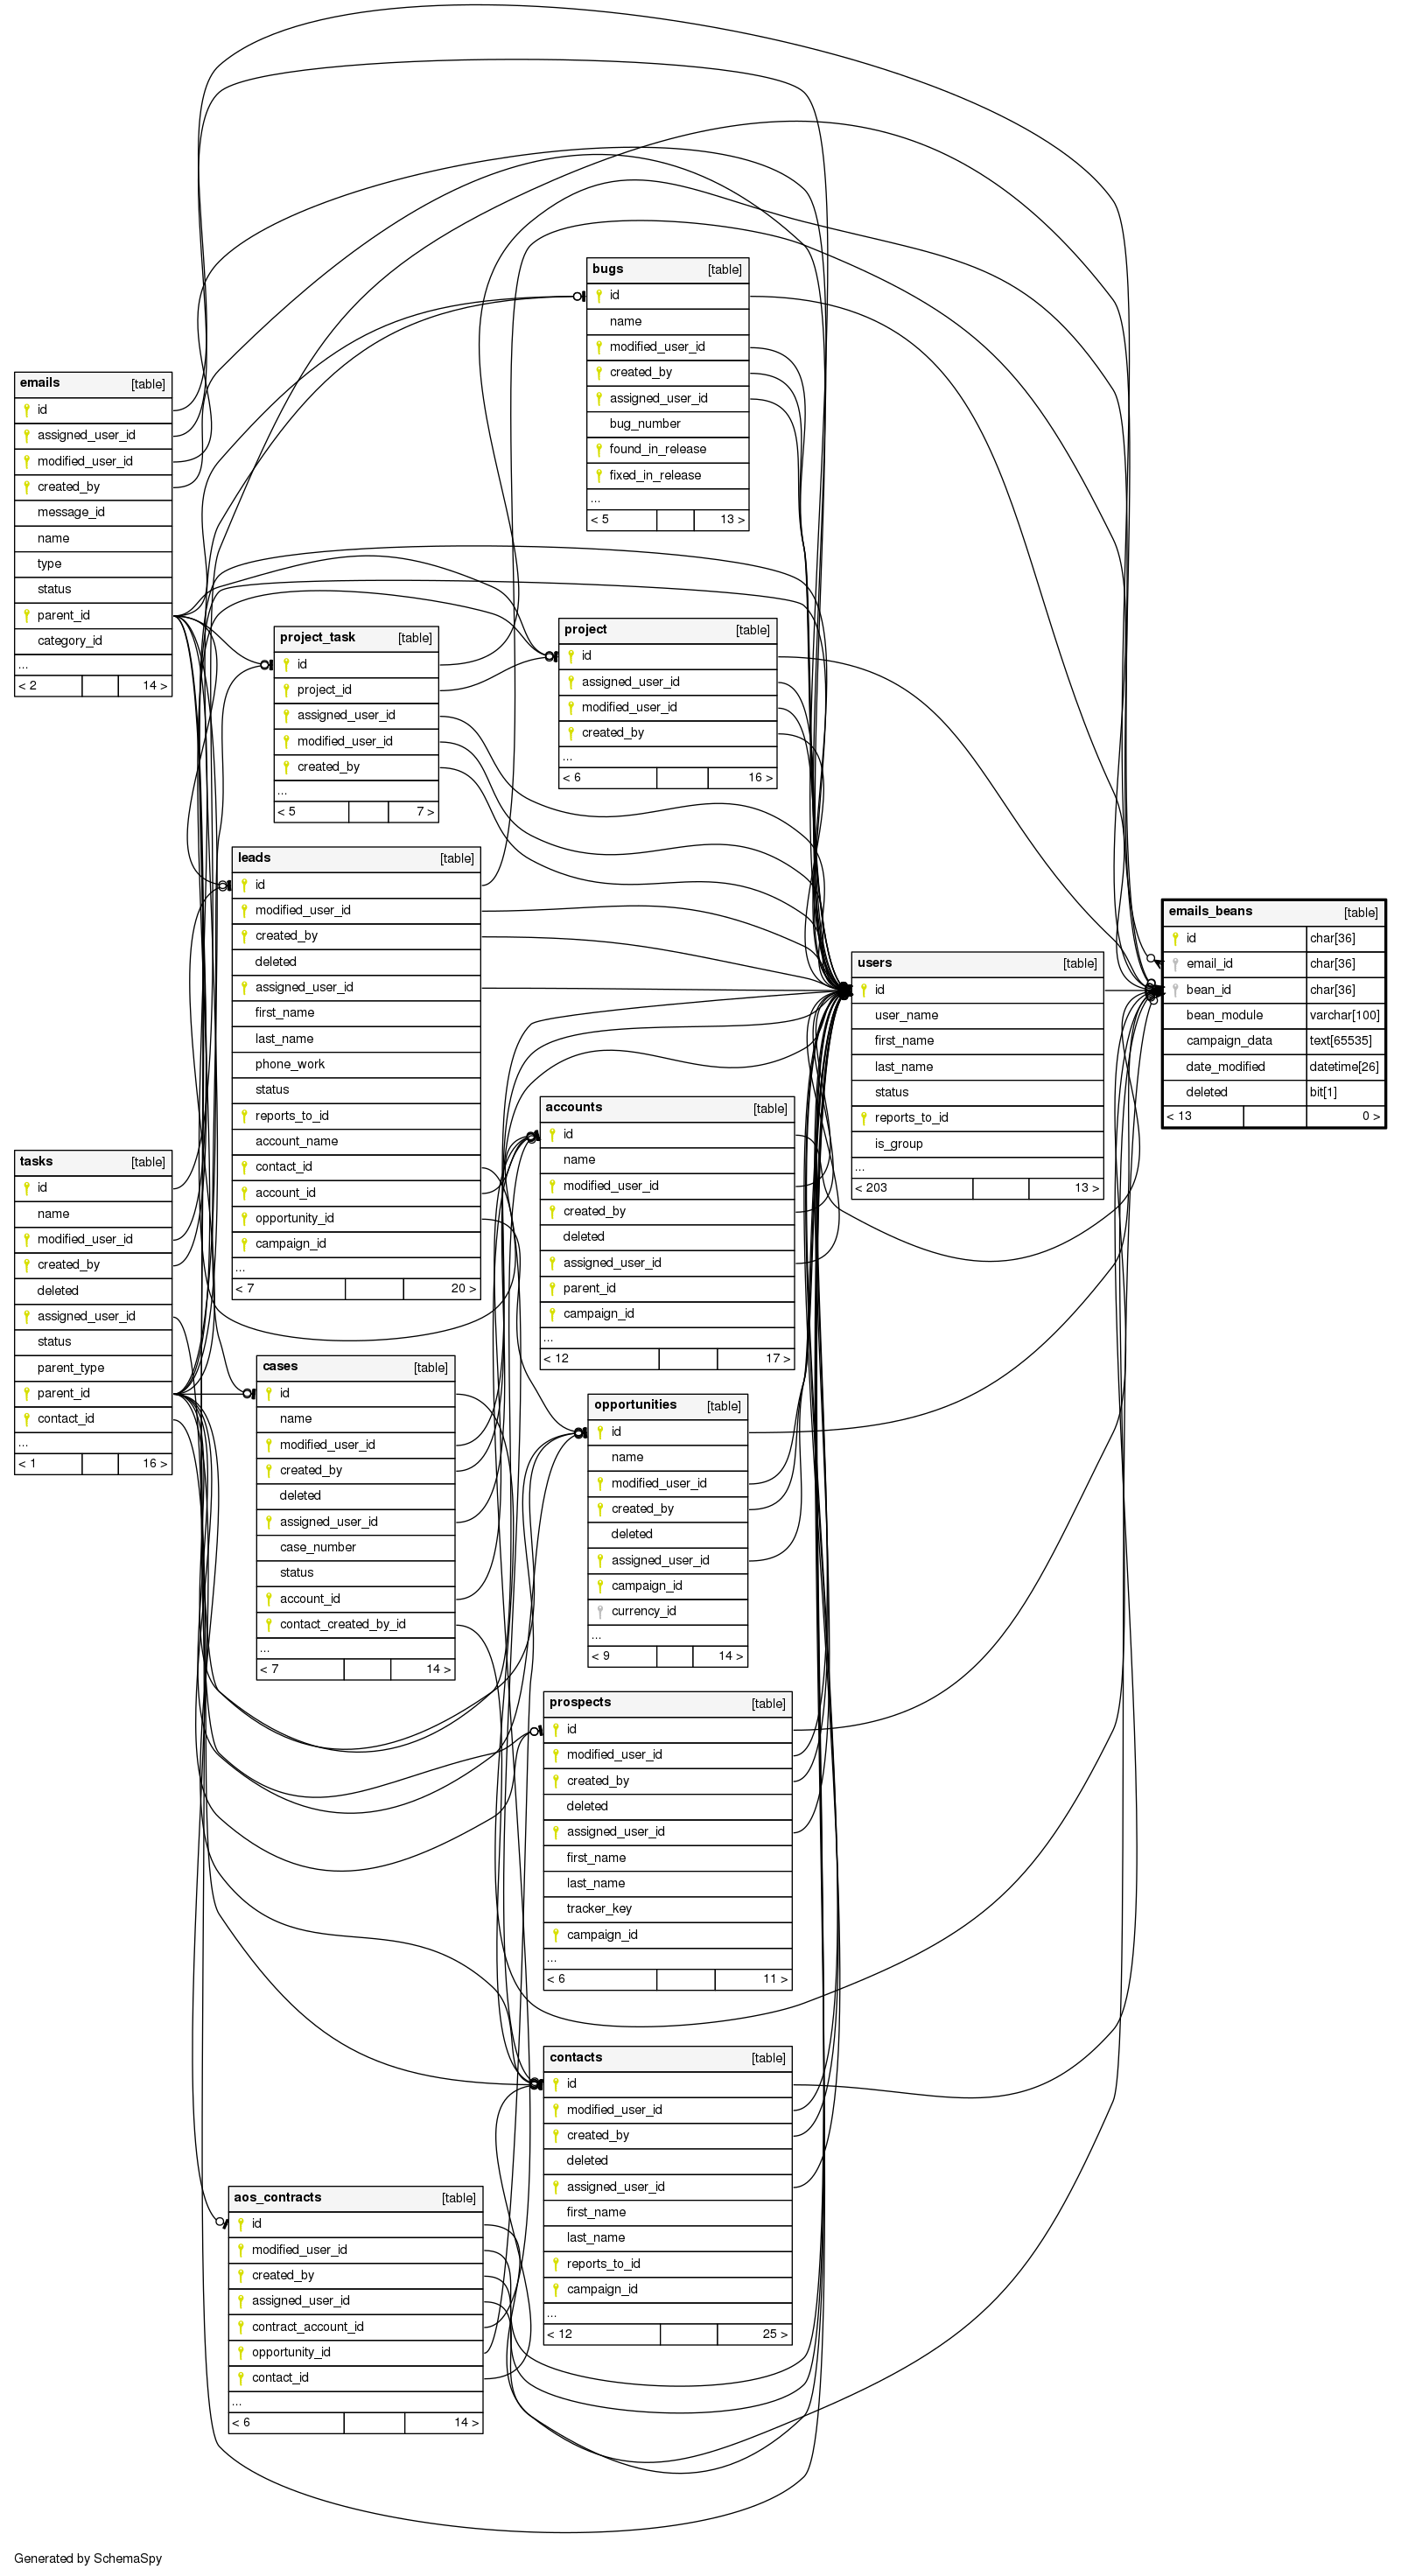 bugs [table]
id
name
modified_user_id
created_by
assigned_user_id
bug_number
found_in_release
fixed_in_release
...
< 5 13 >
emails [table]
id
assigned_user_id
modified_user_id
created_by
message_id
name
type
status
parent_id
category_id
...
< 2 14 >
project_task [table]
id
project_id
assigned_user_id
modified_user_id
created_by
...
< 5 7 >
project [table]
id
assigned_user_id
modified_user_id
created_by
...
< 6 16 >
leads [table]
id
modified_user_id
created_by
deleted
assigned_user_id
first_name
last_name
phone_work
status
reports_to_id
account_name
contact_id
account_id
opportunity_id
campaign_id
...
< 7 20 >
users [table]
id
user_name
first_name
last_name
status
reports_to_id
is_group
...
< 203 13 >
emails_beans [table]
id char[36]
email_id char[36]
bean_id char[36]
bean_module varchar[100]
campaign_data text[65535]
date_modified datetime[26]
deleted bit[1]
< 13 0 >
accounts [table]
id
name
modified_user_id
created_by
deleted
assigned_user_id
parent_id
campaign_id
...
< 12 17 >
tasks [table]
id
name
modified_user_id
created_by
deleted
assigned_user_id
status
parent_type
parent_id
contact_id
...
< 1 16 >
cases [table]
id
name
modified_user_id
created_by
deleted
assigned_user_id
case_number
status
account_id
contact_created_by_id
...
< 7 14 >
opportunities [table]
id
name
modified_user_id
created_by
deleted
assigned_user_id
campaign_id
currency_id
...
< 9 14 >
prospects [table]
id
modified_user_id
created_by
deleted
assigned_user_id
first_name
last_name
tracker_key
campaign_id
...
< 6 11 >
contacts [table]
id
modified_user_id
created_by
deleted
assigned_user_id
first_name
last_name
reports_to_id
campaign_id
...
< 12 25 >
aos_contracts [table]
id
modified_user_id
created_by
assigned_user_id
contract_account_id
opportunity_id
contact_id
...
< 6 14 >
Generated by SchemaSpy